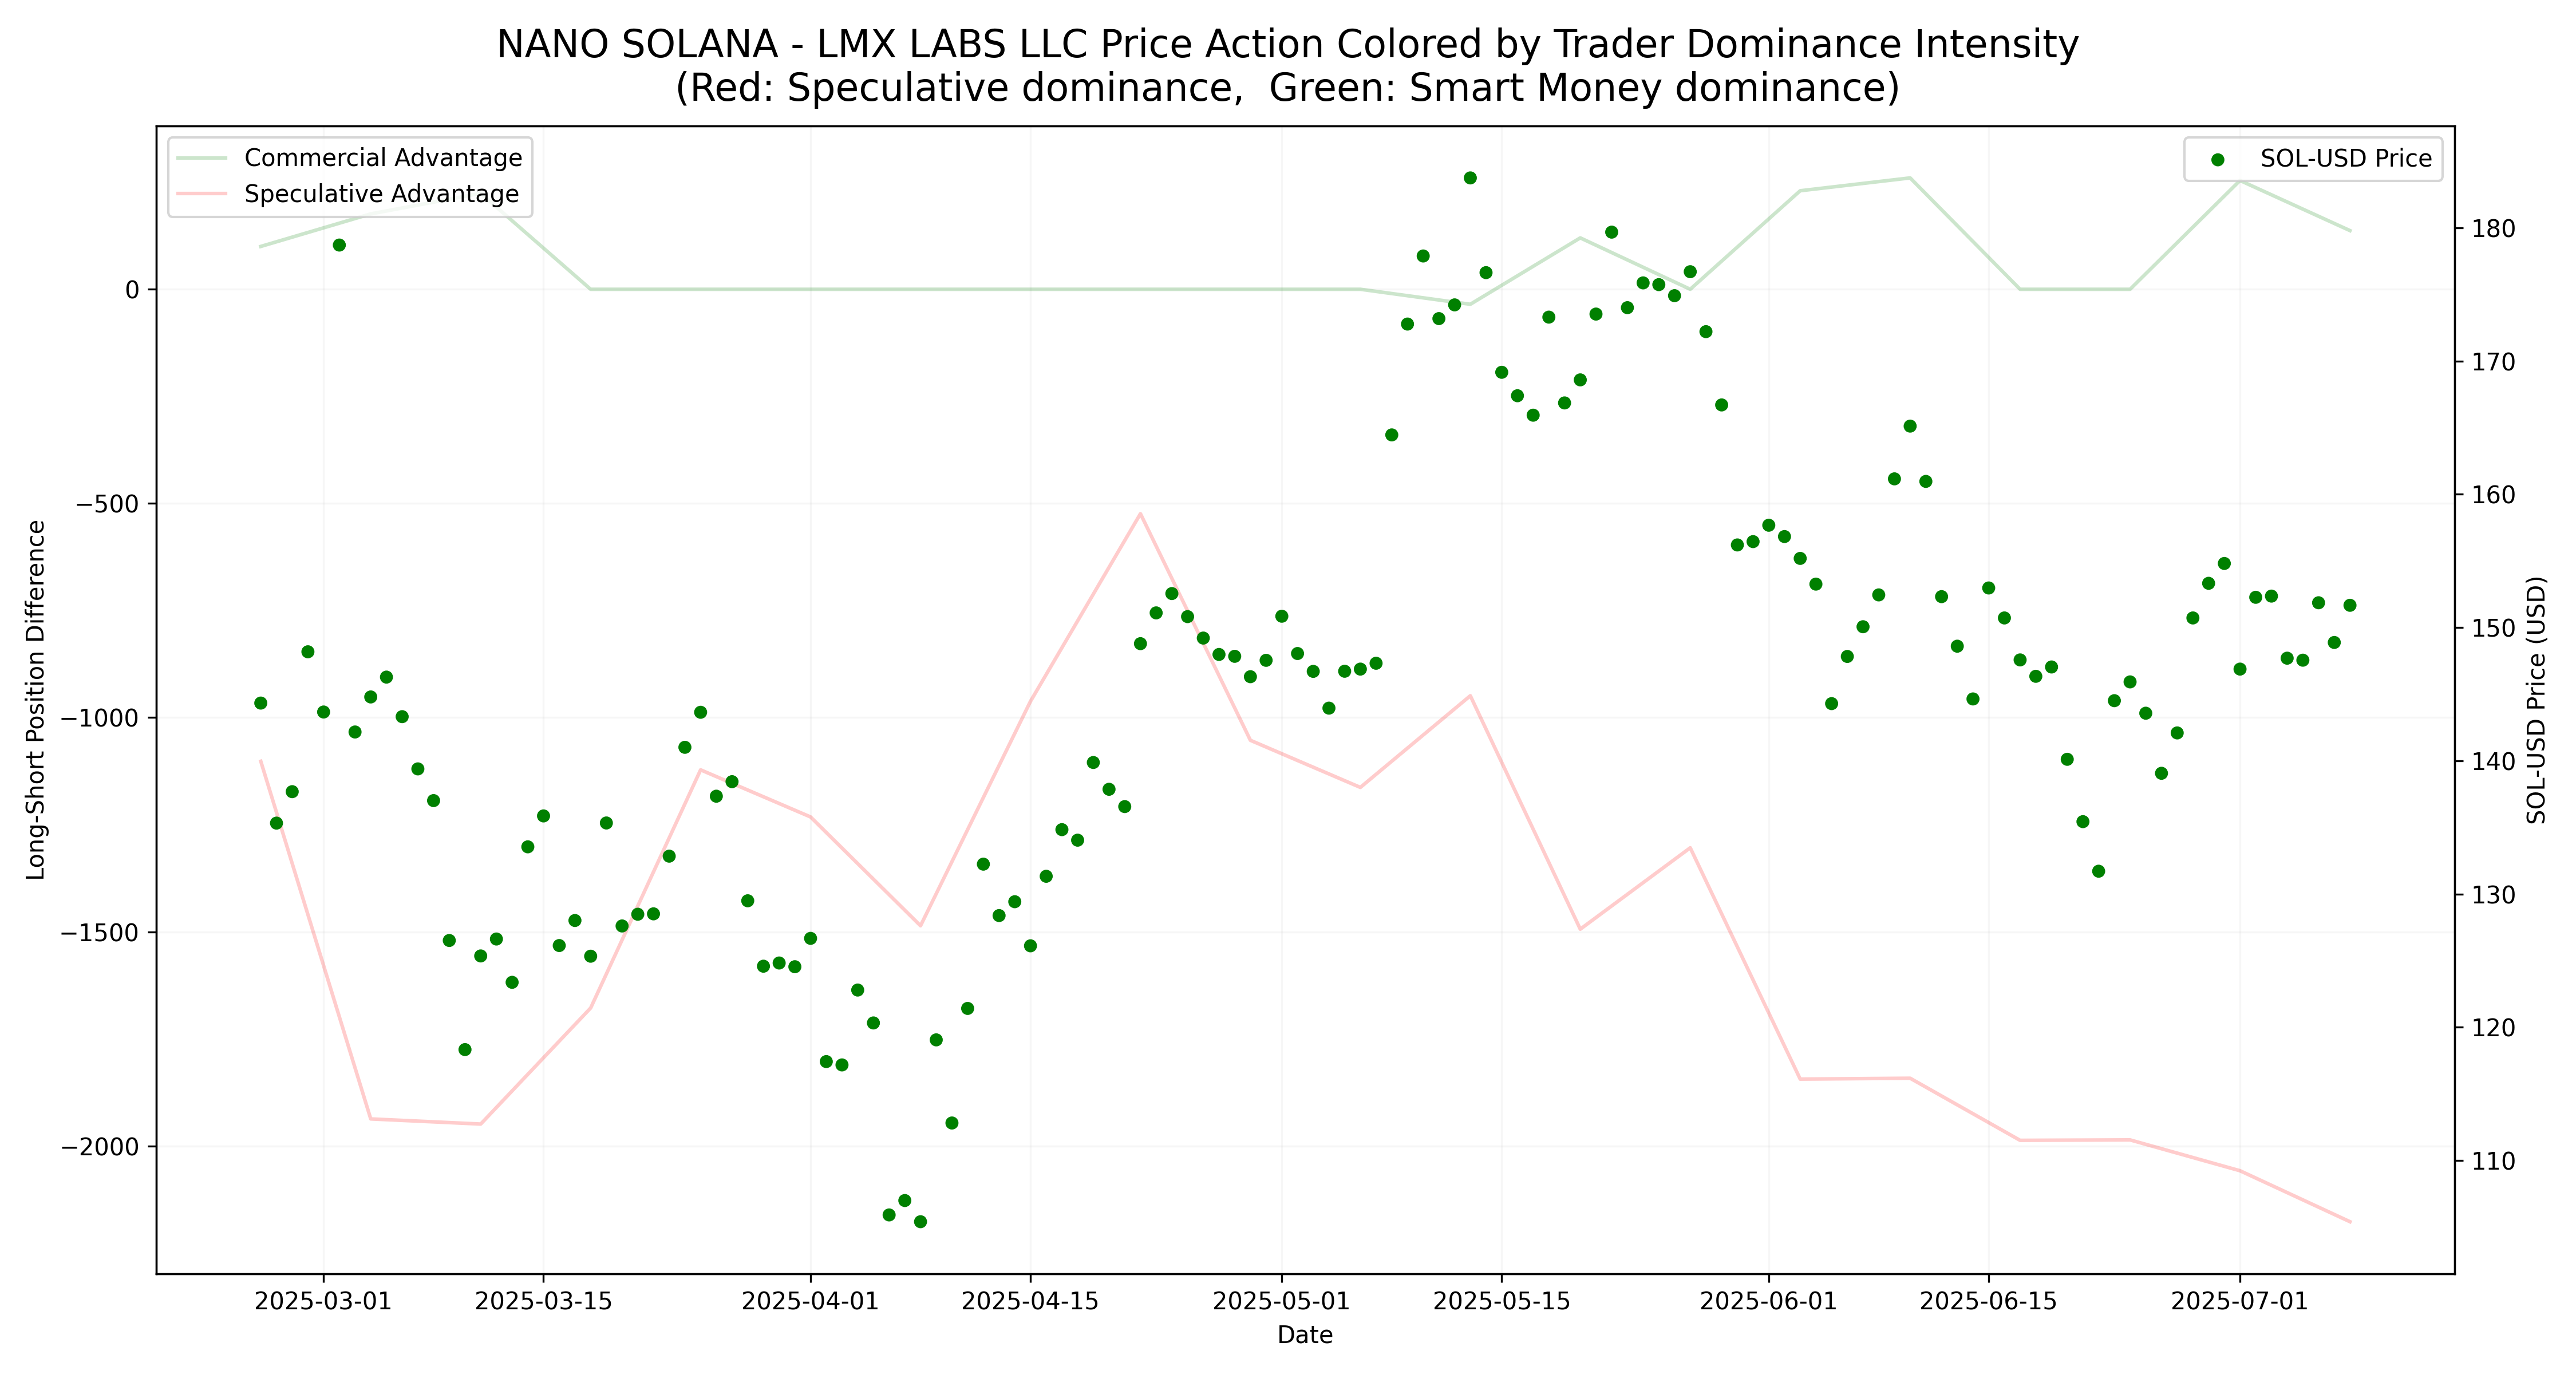 NANO SOLANA - LMX LABS LLC Price Action Colored by Trader Dominance Intensity
(Red: Speculative dominance,  Green: Smart Money dominance)
Commercial Advantage
Speculative Advantage
SOL-USD Price
Long-Short Position Difference
0
−500
−1000
−1500
−2000
180
170
160
150
140
130
120
110
SOL-USD Price (USD)
2025-03-01 2025-03-15 2025-04-01 2025-04-15 2025-05-01 2025-05-15 2025-06-01 2025-06-15 2025-07-01
Date